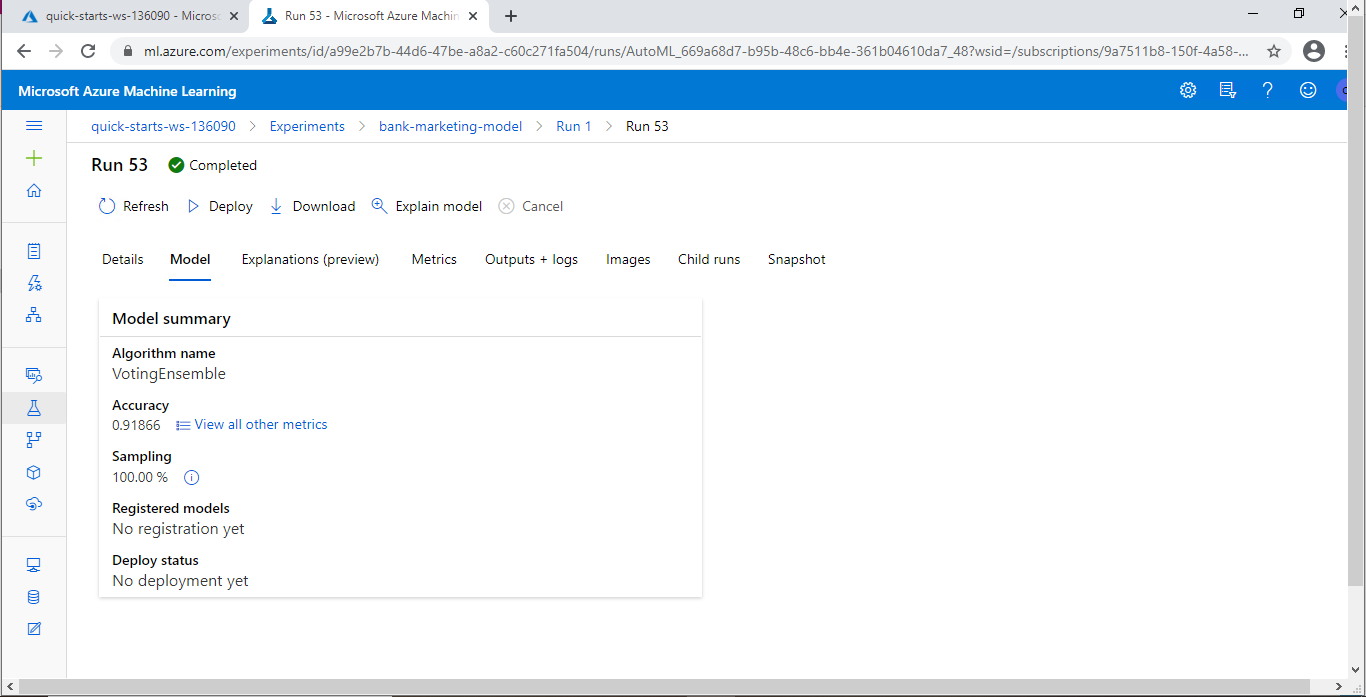 quick-starts-ws-136090 - Micros
Run 53 - Microsoft Azure Machin
ml.azure.com/experiments/id/a99e2b7b-44d6-47be-a8a2-c60c271fa504/runs/AutoML_669a68d7-b95b-48c6-bb4e-361b04610da7_48?wsid=/subscriptions/9a7511b8-150f-4a58-...
Microsoft Azure Machine Learning
quick-starts-ws-136090 > Experiments > bank-marketing-model > Run 1 > Run 53
Run 53 Completed
Refresh Deploy Download Explain model Cancel
Details Model Explanations (preview) Metrics Outputs + logs Images Child runs Snapshot
Model summary
Algorithm name
VotingEnsemble
Accuracy
0.91866 View all other metrics
Sampling
100.00 %
Registered models
No registration yet
Deploy status
No deployment yet